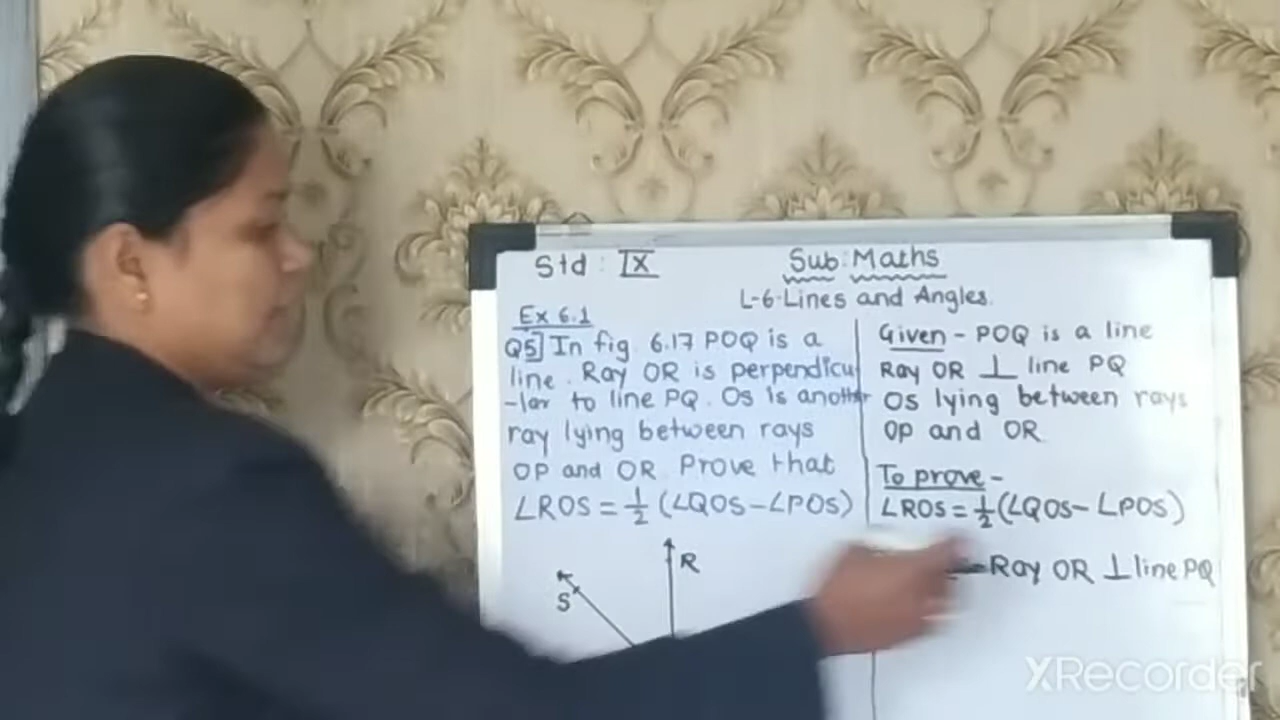 Std : IX
Sub: Maths
L-6-Lines and Angles.
Ex 6.1
Q5] In fig. 6.17 POQ is a
line. Ray OR is perpendicu
-lar to line PQ. OS is another
ray lying between rays
OP and OR. Prove that
∠ROS = 1/2 (∠QOS - ∠POS)
R
S
Given - POQ is a line
Ray OR ⊥ line PQ
OS lying between rays
OP and OR.
To prove -
∠ROS = 1/2 (∠QOS - ∠POS)
- Ray OR ⊥ line PQ
XRecorder